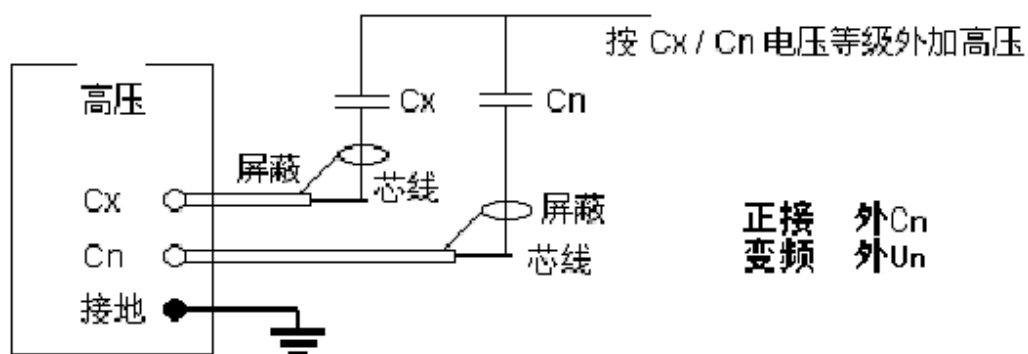 按 Cx / Cn 电压等级外加高压
高压
Cx
Cn
屏蔽
芯线
Cx
屏蔽
正接 外Cn
Cn
芯线
变频 外Un
接地